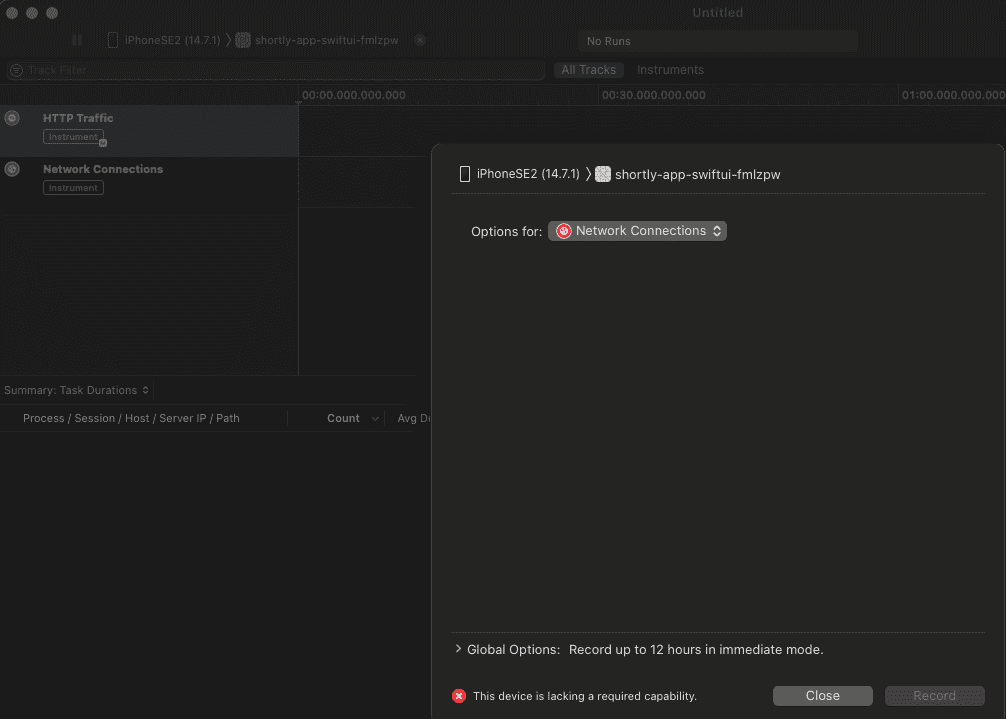 Untitled
iPhoneSE2 (14.7.1) 〉 shortly-app-swiftui-fmlzpw
No Runs
Track Filter
All Tracks Instruments
00:00.000.000.000 00:30.000.000.000 01:00.000.000.000
HTTP Traffic
Instrument
Network Connections
Instrument
iPhoneSE2 (14.7.1) 〉 shortly-app-swiftui-fmlzpw
Options for: Network Connections
Summary: Task Durations
Process / Session / Host / Server IP / Path Count Avg
Global Options: Record up to 12 hours in immediate mode.
This device is lacking a required capability.
Close Record